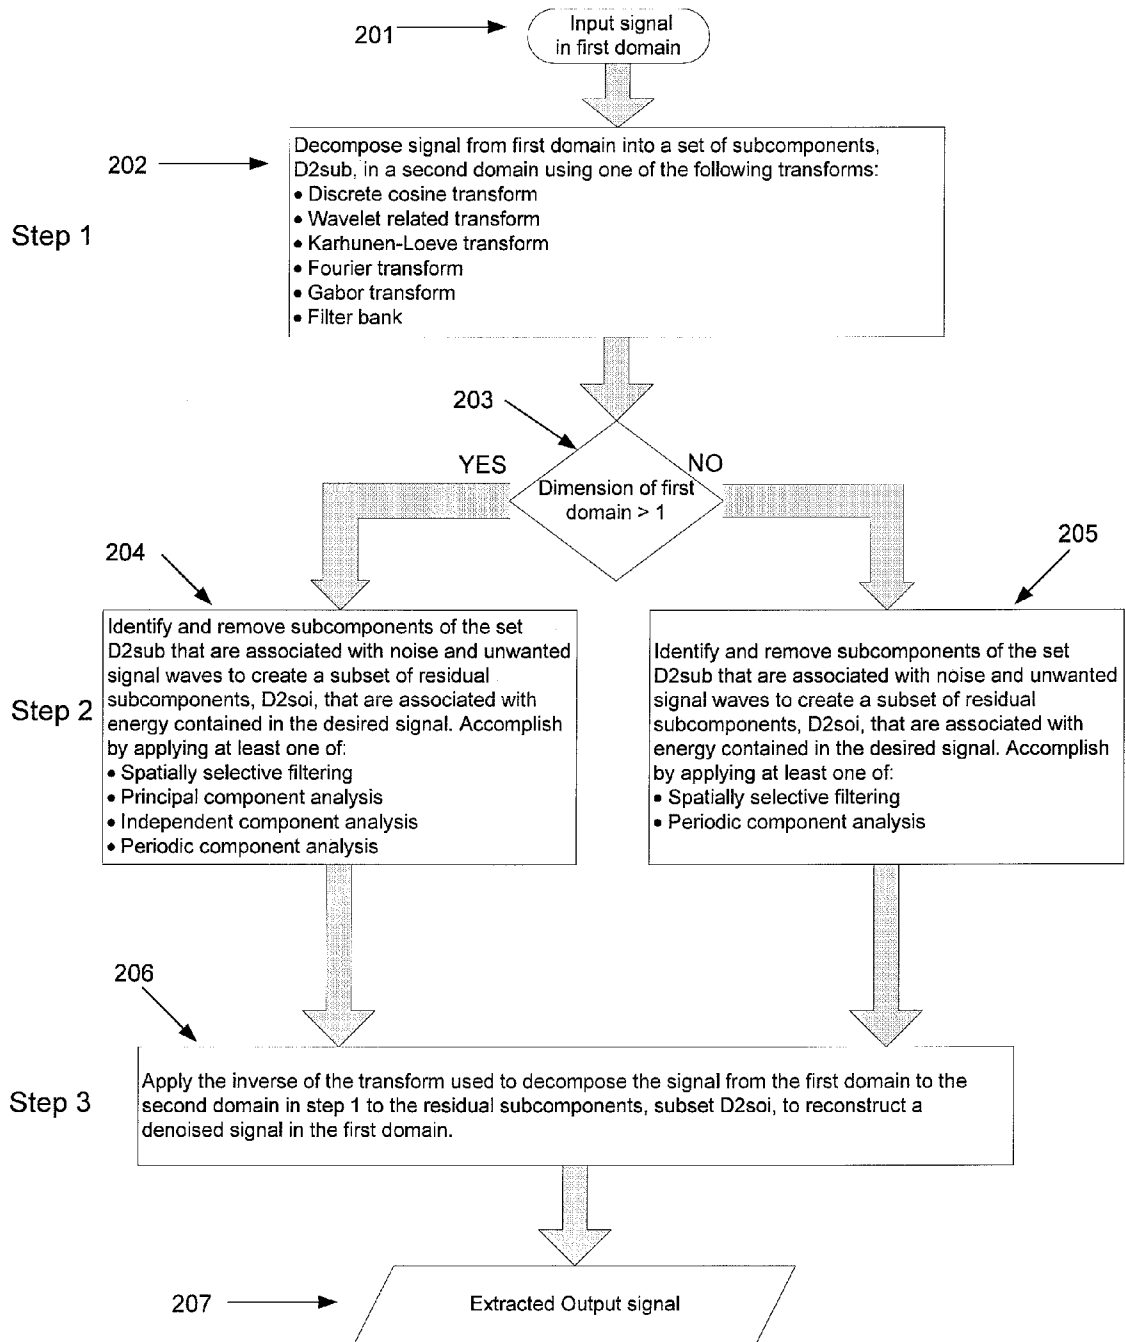 201
Input signal
in first domain
202
Decompose signal from first domain into a set of subcomponents,
D2sub, in a second domain using one of the following transforms:
• Discrete cosine transform
• Wavelet related transform
• Karhunen-Loeve transform
• Fourier transform
• Gabor transform
• Filter bank
Step 1
203
YES
NO
Dimension of first
domain > 1
204
205
Step 2
Identify and remove subcomponents of the set
D2sub that are associated with noise and unwanted
signal waves to create a subset of residual
subcomponents, D2soi, that are associated with
energy contained in the desired signal. Accomplish
by applying at least one of:
• Spatially selective filtering
• Principal component analysis
• Independent component analysis
• Periodic component analysis
Identify and remove subcomponents of the set
D2sub that are associated with noise and unwanted
signal waves to create a subset of residual
subcomponents, D2soi, that are associated with
energy contained in the desired signal. Accomplish
by applying at least one of:
• Spatially selective filtering
• Periodic component analysis
206
Step 3
Apply the inverse of the transform used to decompose the signal from the first domain to the
second domain in step 1 to the residual subcomponents, subset D2soi, to reconstruct a
denoised signal in the first domain.
207
Extracted Output signal